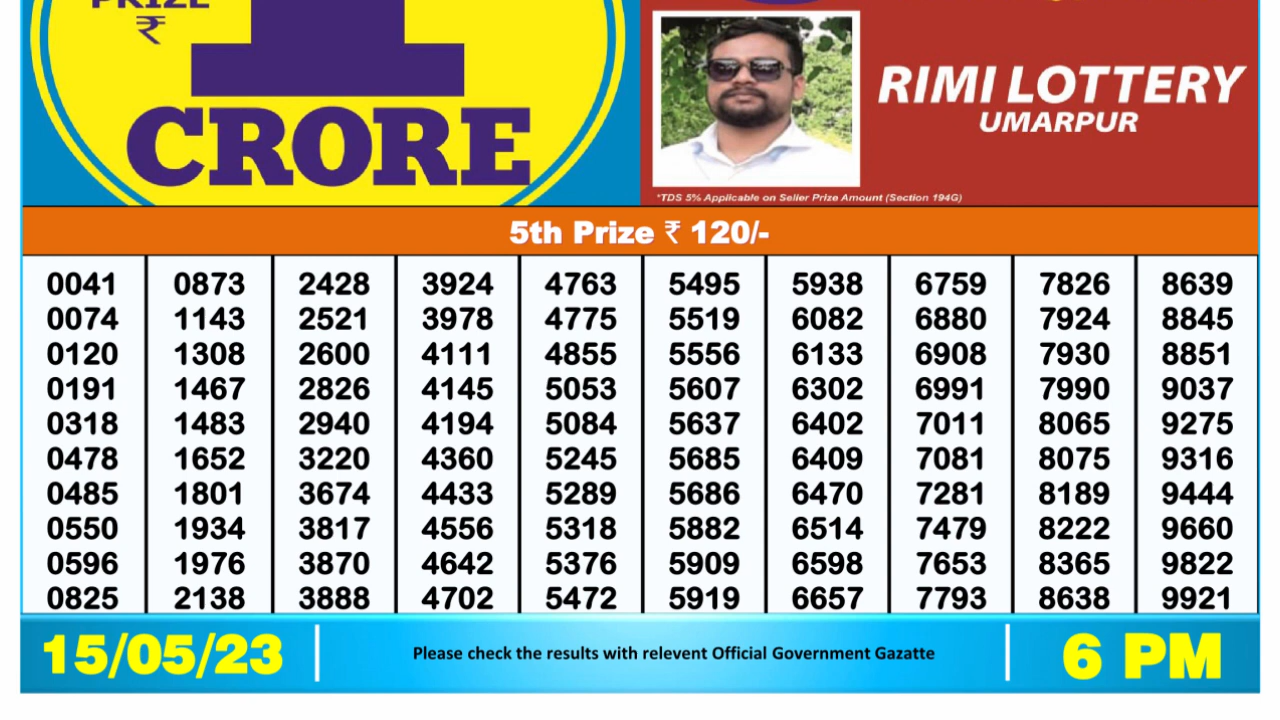 PRIZE
₹
1
CRORE
RIMI LOTTERY
UMARPUR
*TDS 5% Applicable on Seller Prize Amount (Section 194G)
5th Prize ₹ 120/-
0041 0873 2428 3924 4763 5495 5938 6759 7826 8639
0074 1143 2521 3978 4775 5519 6082 6880 7924 8845
0120 1308 2600 4111 4855 5556 6133 6908 7930 8851
0191 1467 2826 4145 5053 5607 6302 6991 7990 9037
0318 1483 2940 4194 5084 5637 6402 7011 8065 9275
0478 1652 3220 4360 5245 5685 6409 7081 8075 9316
0485 1801 3674 4433 5289 5686 6470 7281 8189 9444
0550 1934 3817 4556 5318 5882 6514 7479 8222 9660
0596 1976 3870 4642 5376 5909 6598 7653 8365 9822
0825 2138 3888 4702 5472 5919 6657 7793 8638 9921
15/05/23 Please check the results with relevent Official Government Gazatte 6 PM